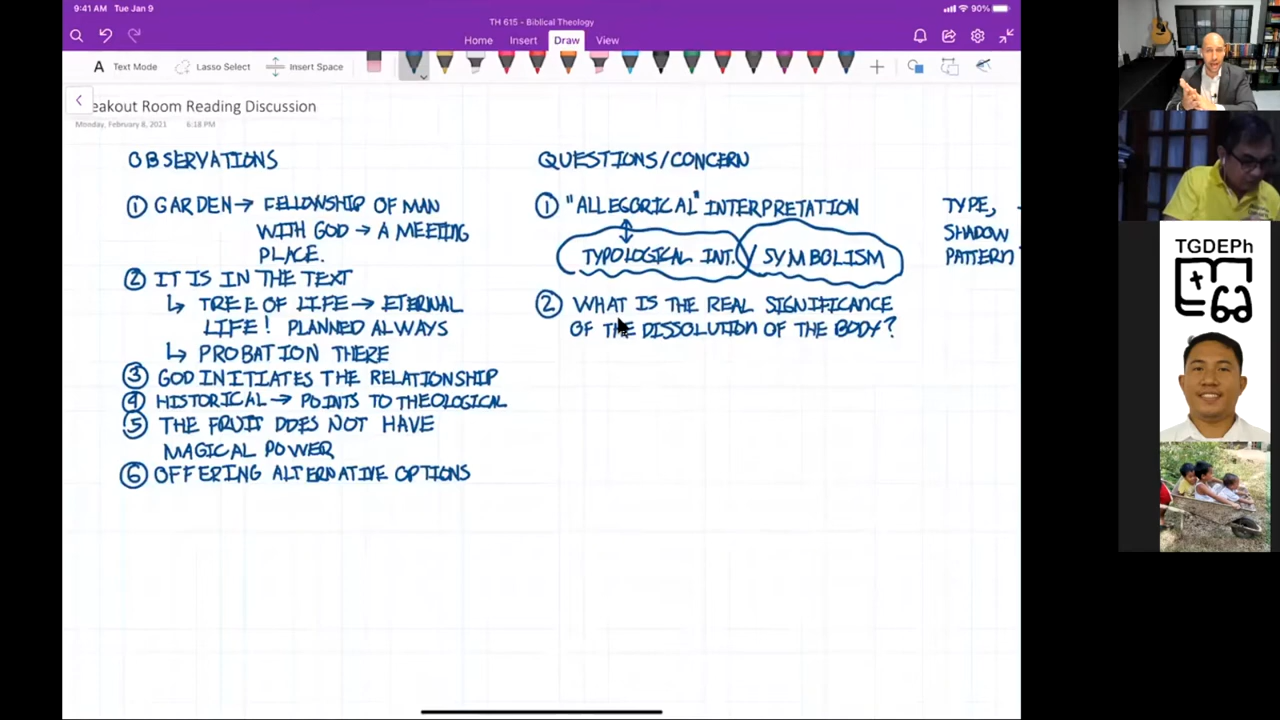 9:41 AM Tue Jan 9
90%
TH 615 - Biblical Theology
Home Insert Draw View
Text Mode Lasso Select Insert Space
eakout Room Reading Discussion
Monday, February 8, 2021 6:18 PM
OBSERVATIONS
① GARDEN → FELLOWSHIP OF MAN
WITH GOD → A MEETING
PLACE.
② IT IS IN THE TEXT
↳ TREE OF LIFE → ETERNAL
LIFE! PLANNED ALWAYS
↳ PROBATION THERE
③ GOD INITIATES THE RELATIONSHIP
④ HISTORICAL → POINTS TO THEOLOGICAL
⑤ THE FRUIT DOES NOT HAVE
MAGICAL POWER
⑥ OFFERING ALTERNATIVE OPTIONS
QUESTIONS/CONCERN
① "ALLEGORICAL" INTERPRETATION
TYPOLOGICAL INT. / SYMBOLISM
② WHAT IS THE REAL SIGNIFICANCE
OF THE DISSOLUTION OF THE BODY?
TYPE,
SHADOW
PATTERN
TGDEPh